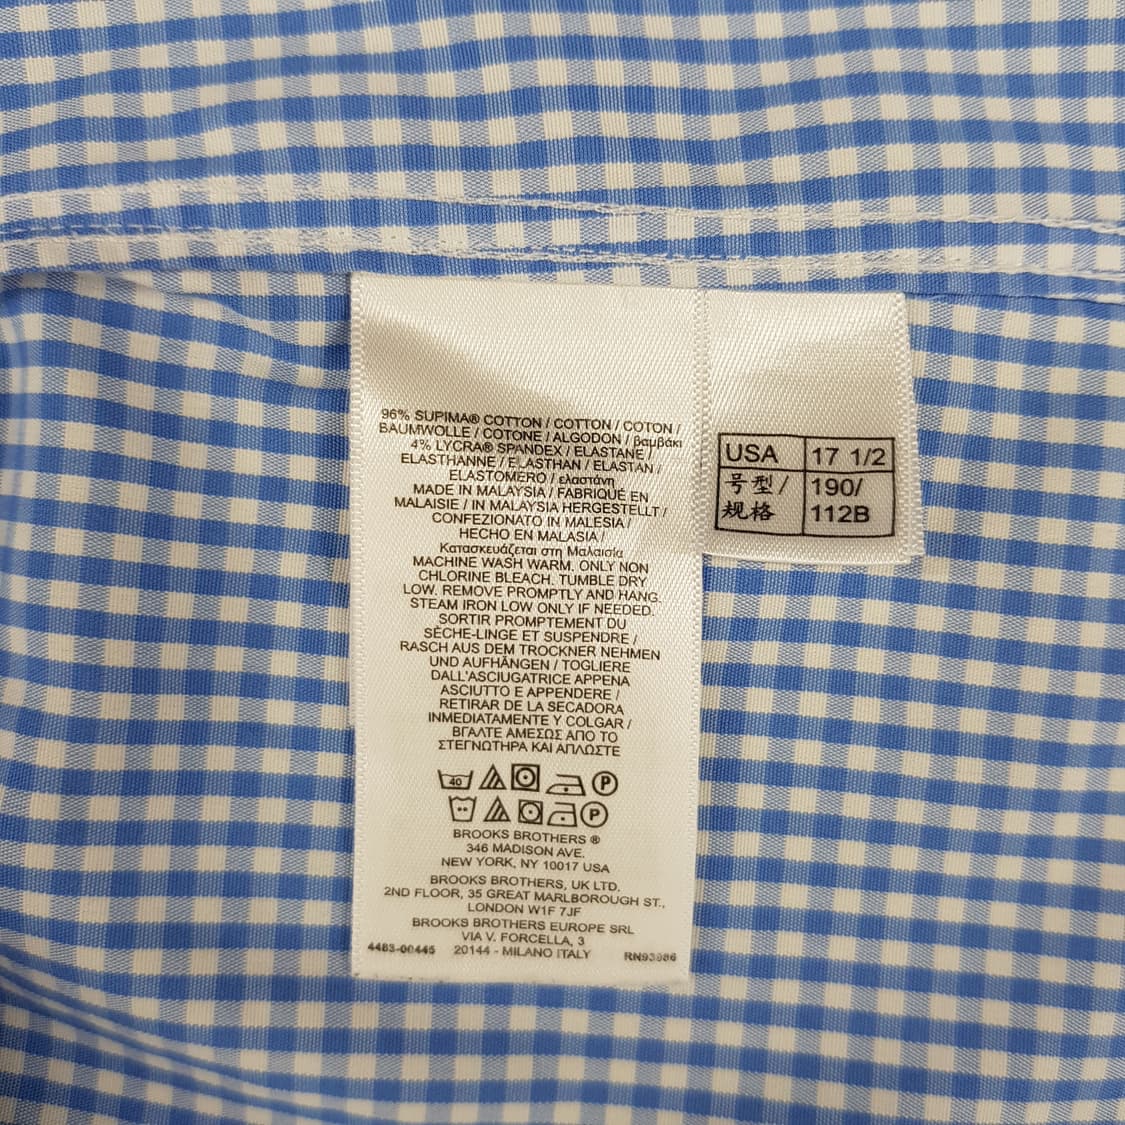 96% SUPIMA® COTTON / COTTON / COTON /
BAUMWOLLE / COTONE / ALGODON / βαμβάκι
4% LYCRA® SPANDEX / ELASTANE /
ELASTHANNE / ELASTHAN / ELASTAN /
ELASTOMERO / ελαστάνη
MADE IN MALAYSIA / FABRIQUÉ EN
MALAISIE / IN MALAYSIA HERGESTELLT /
CONFEZIONATO IN MALESIA /
HECHO EN MALASIA /
Κατασκευάζεται στη Μαλαισία
MACHINE WASH WARM. ONLY NON
CHLORINE BLEACH. TUMBLE DRY
LOW. REMOVE PROMPTLY AND HANG.
STEAM IRON LOW ONLY IF NEEDED.
SORTIR PROMPTEMENT DU
SÈCHE-LINGE ET SUSPENDRE /
RASCH AUS DEM TROCKNER NEHMEN
UND AUFHÄNGEN / TOGLIERE
DALL'ASCIUGATRICE APPENA
ASCIUTTO E APPENDERE /
RETIRAR DE LA SECADORA
INMEDIATAMENTE Y COLGAR /
ΒΓΑΛΤΕ ΑΜΕΣΩΣ ΑΠΟ ΤΟ
ΣΤΕΓΝΩΤΗΡΑ ΚΑΙ ΑΠΛΩΣΤΕ
40 P
P
BROOKS BROTHERS ®
346 MADISON AVE.
NEW YORK, NY 10017 USA
BROOKS BROTHERS, UK LTD.
2ND FLOOR, 35 GREAT MARLBOROUGH ST.,
LONDON W1F 7JF
BROOKS BROTHERS EUROPE SRL
VIA V. FORCELLA, 3
4483-00445 20144 - MILANO ITALY RN93986
USA 17 1/2
号型/ 190/
规格 112B